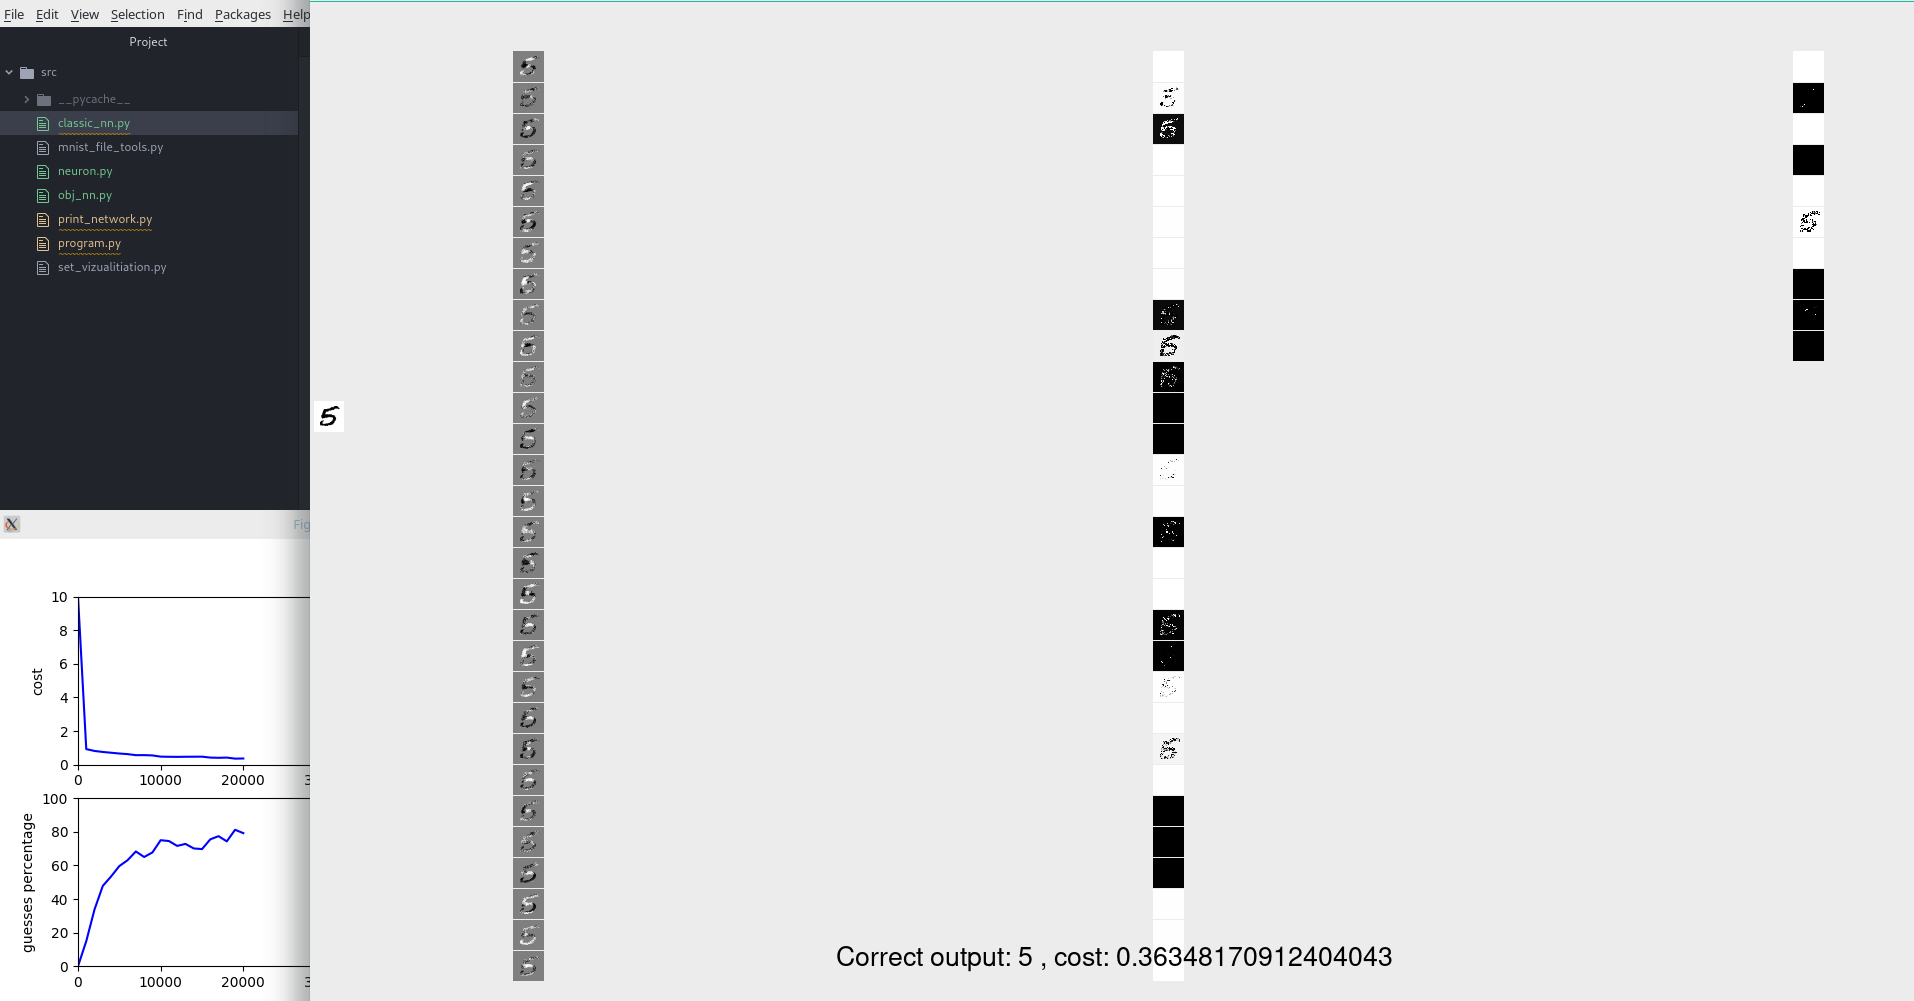 File Edit View Selection Find Packages Help
Project
src
__pycache__
classic_nn.py
mnist_file_tools.py
neuron.py
obj_nn.py
print_network.py
program.py
set_vizualitiation.py
5
Fig
10
8
6
4
2
0
cost
0 10000 20000 3
100
80
60
40
20
0
guesses percentage
0 10000 20000 3
Correct output: 5 , cost: 0.36348170912404043